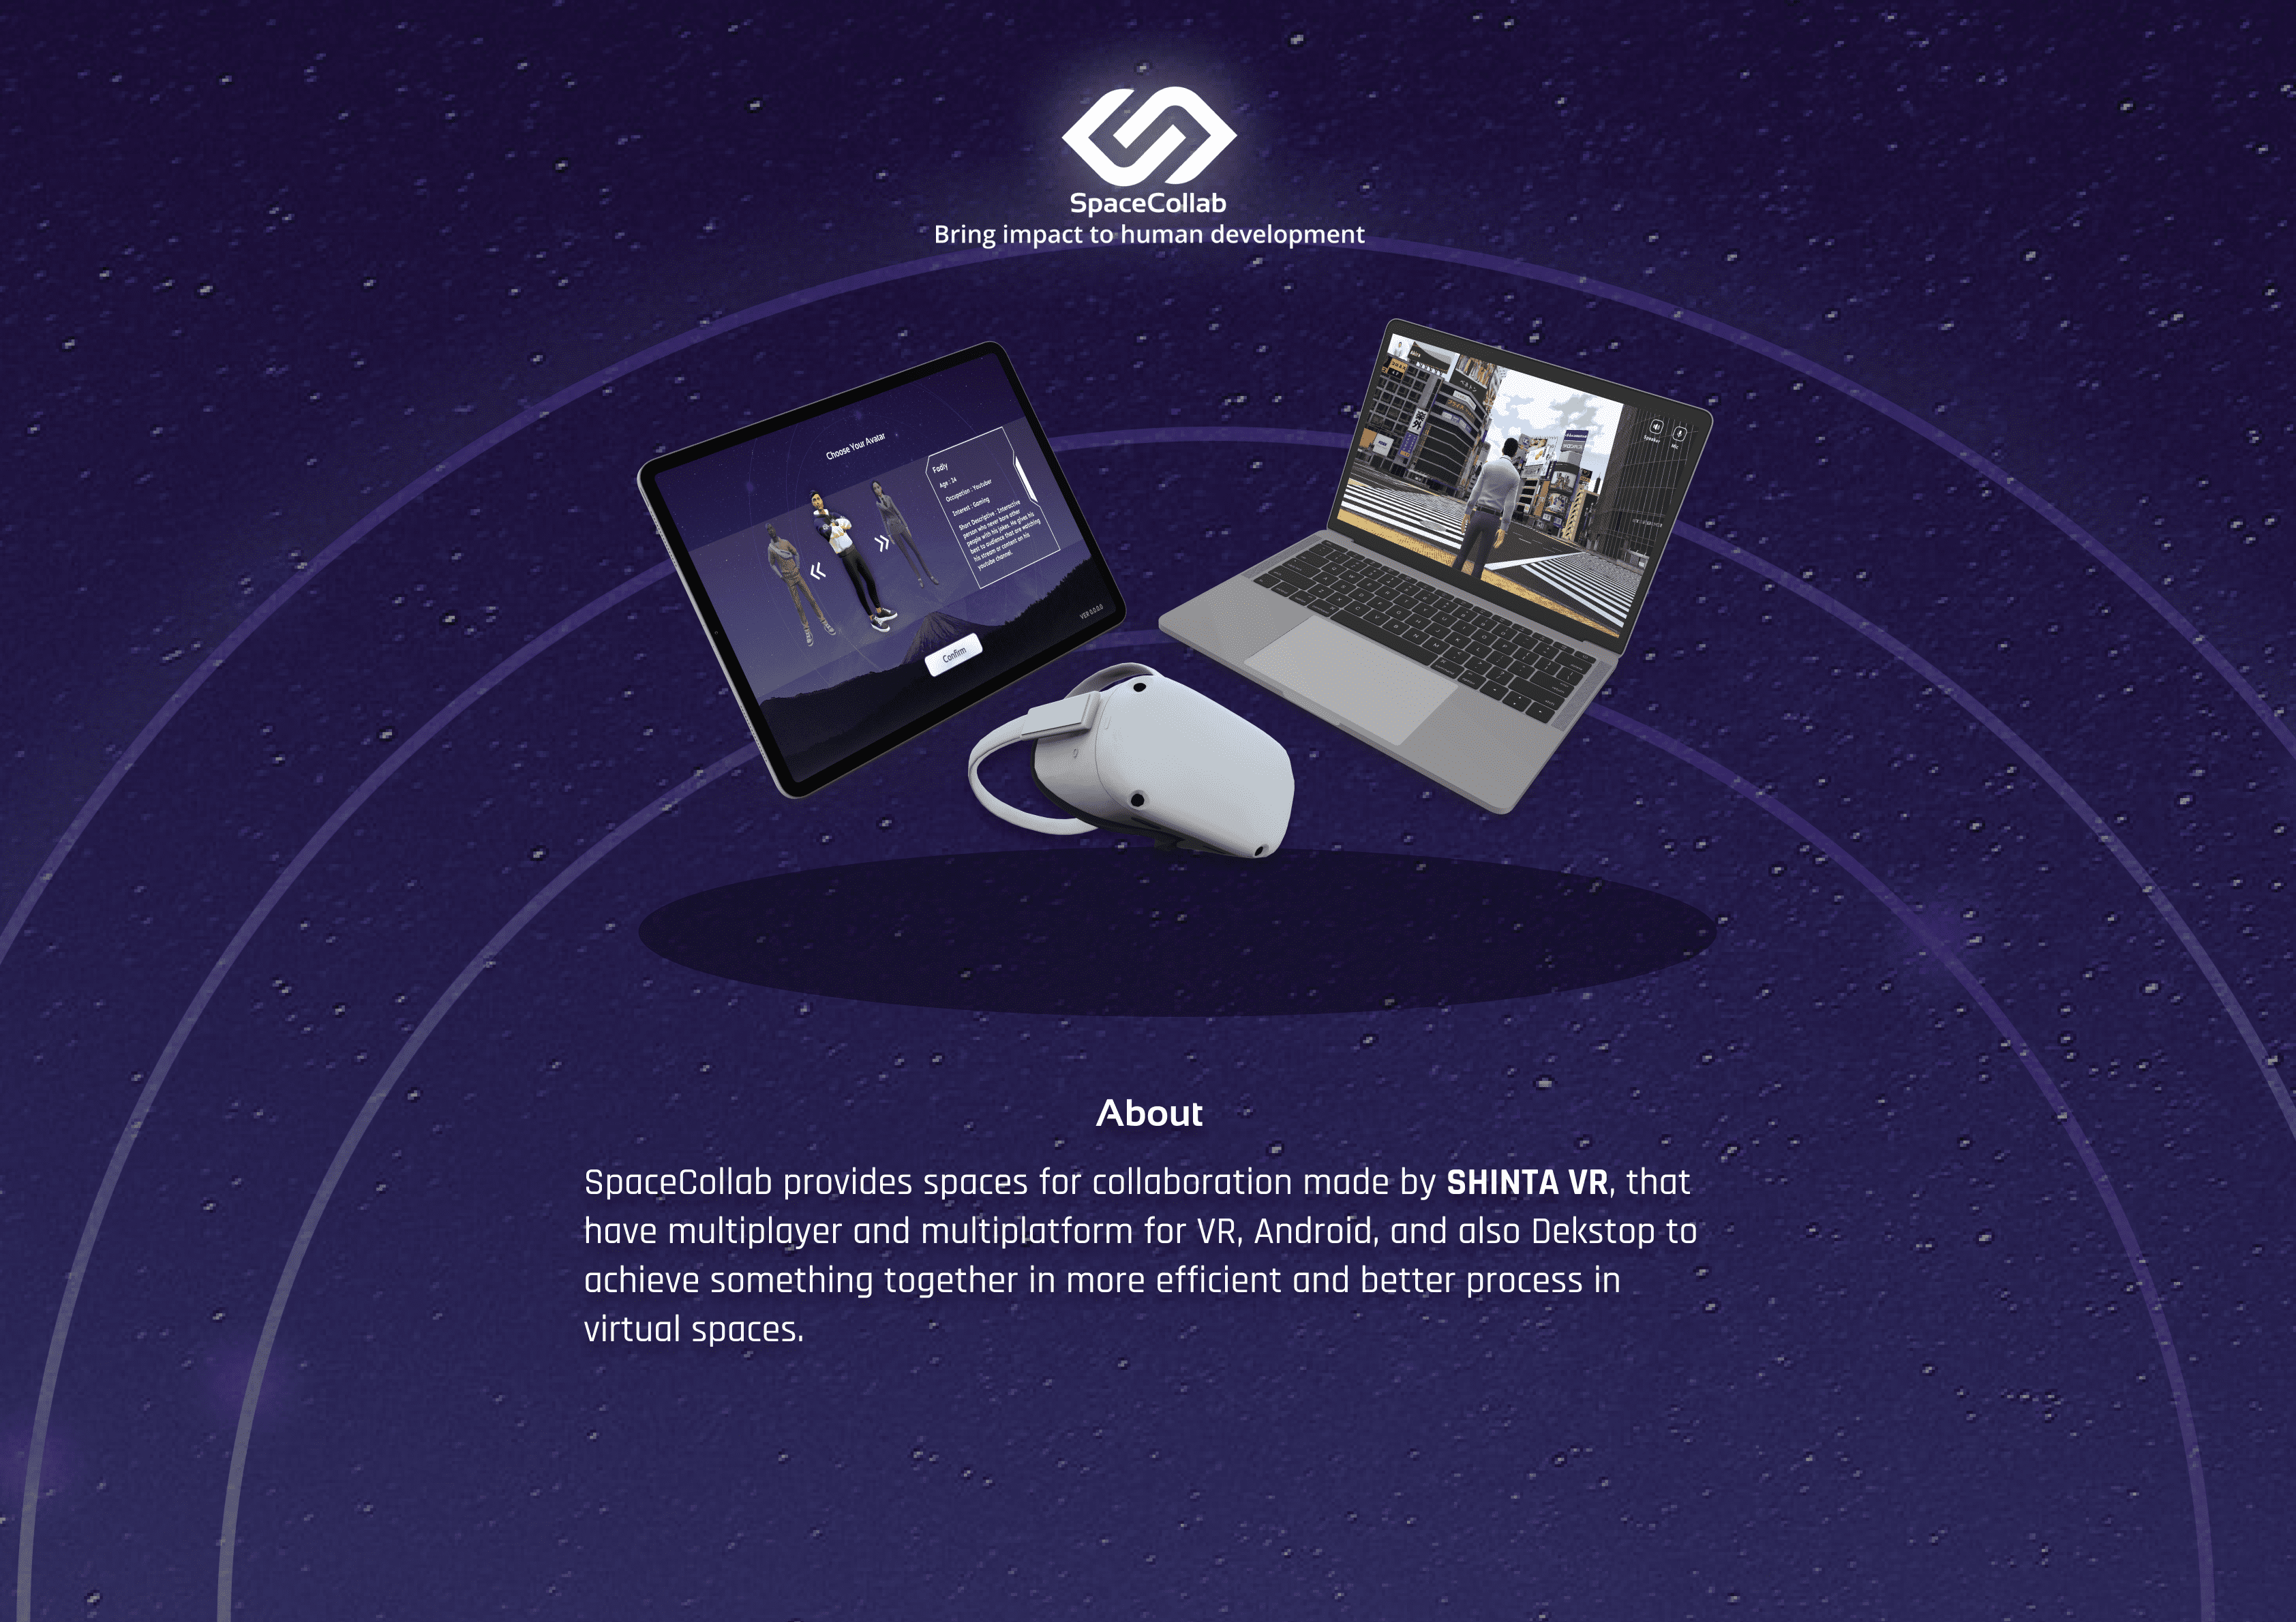 SpaceCollab
Bring impact to human development
Choose Your Avatar
Fadly
Age : 24
Occupation : Youtuber
Interest : Gaming
Short Descriptive : Interactive
person who never bore other
people with his jokes. He gives his
best to audience that are watching
his stream or content on his
youtube channel.
VER 0.0.0.0
Confirm
Speaker
Mic
About
SpaceCollab provides spaces for collaboration made by SHINTA VR, that
have multiplayer and multiplatform for VR, Android, and also Dekstop to
achieve something together in more efficient and better process in
virtual spaces.